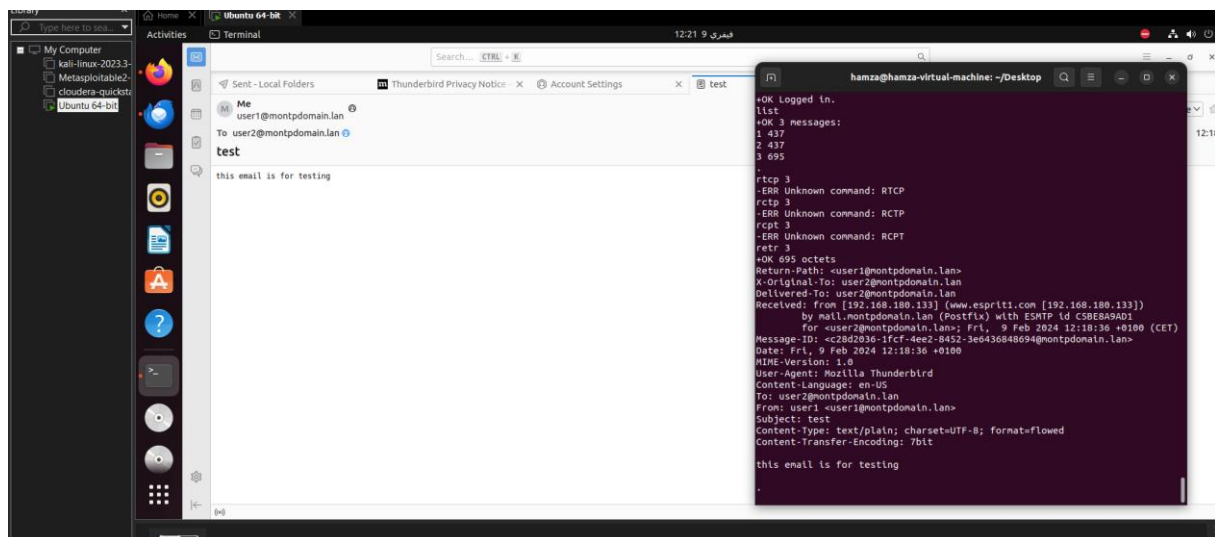 Library
Type here to sea...
My Computer
kali-linux-2023.3-
Metasploitable2-
cloudera-quicksta
Ubuntu 64-bit
Home
Ubuntu 64-bit
Activities
Terminal
12:21 9 فيفري
Search... CTRL + K
Sent - Local Folders
Thunderbird Privacy Notice
Account Settings
test
M
Me
user1@montpdomain.lan
To user2@montpdomain.lan
test
this email is for testing
12:18
hamza@hamza-virtual-machine: ~/Desktop
+OK Logged in.
list
+OK 3 messages:
1 437
2 437
3 695
.
rtcp 3
-ERR Unknown command: RTCP
rctp 3
-ERR Unknown command: RCTP
rcpt 3
-ERR Unknown command: RCPT
retr 3
+OK 695 octets
Return-Path: <user1@montpdomain.lan>
X-Original-To: user2@montpdomain.lan
Delivered-To: user2@montpdomain.lan
Received: from [192.168.180.133] (www.esprit1.com [192.168.180.133])
by mail.montpdomain.lan (Postfix) with ESMTP id C5BE8A9AD1
for <user2@montpdomain.lan>; Fri, 9 Feb 2024 12:18:36 +0100 (CET)
Message-ID: <c28d2036-1fcf-4ee2-8452-3e6436848694@montpdomain.lan>
Date: Fri, 9 Feb 2024 12:18:36 +0100
MIME-Version: 1.0
User-Agent: Mozilla Thunderbird
Content-Language: en-US
To: user2@montpdomain.lan
From: user1 <user1@montpdomain.lan>
Subject: test
Content-Type: text/plain; charset=UTF-8; format=flowed
Content-Transfer-Encoding: 7bit
this email is for testing
.